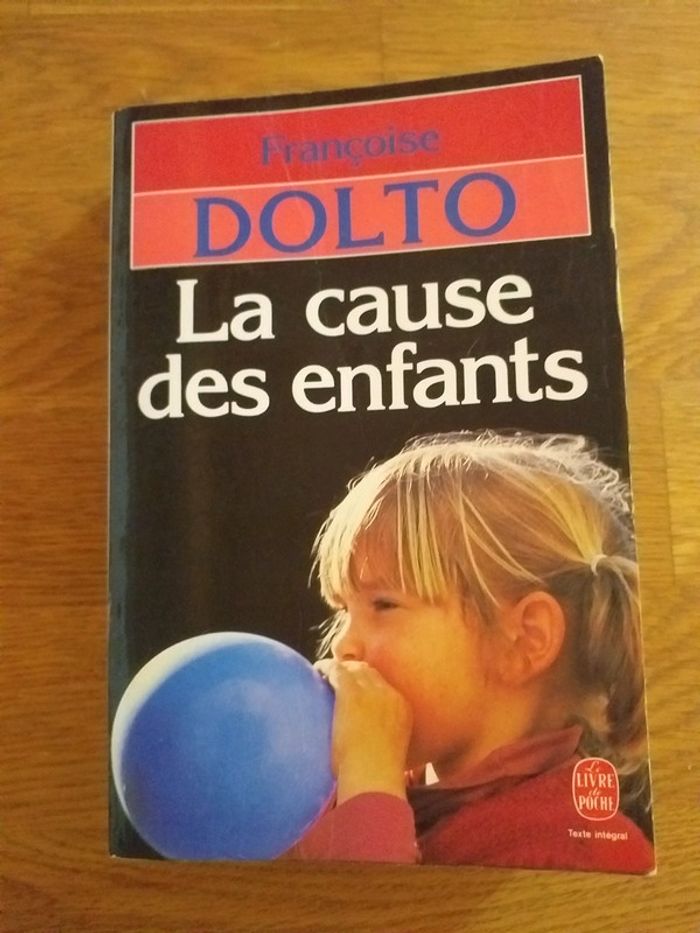 Françoise
DOLTO
La cause
des enfants
Le
LIVRE
de
POCHE
Texte intégral